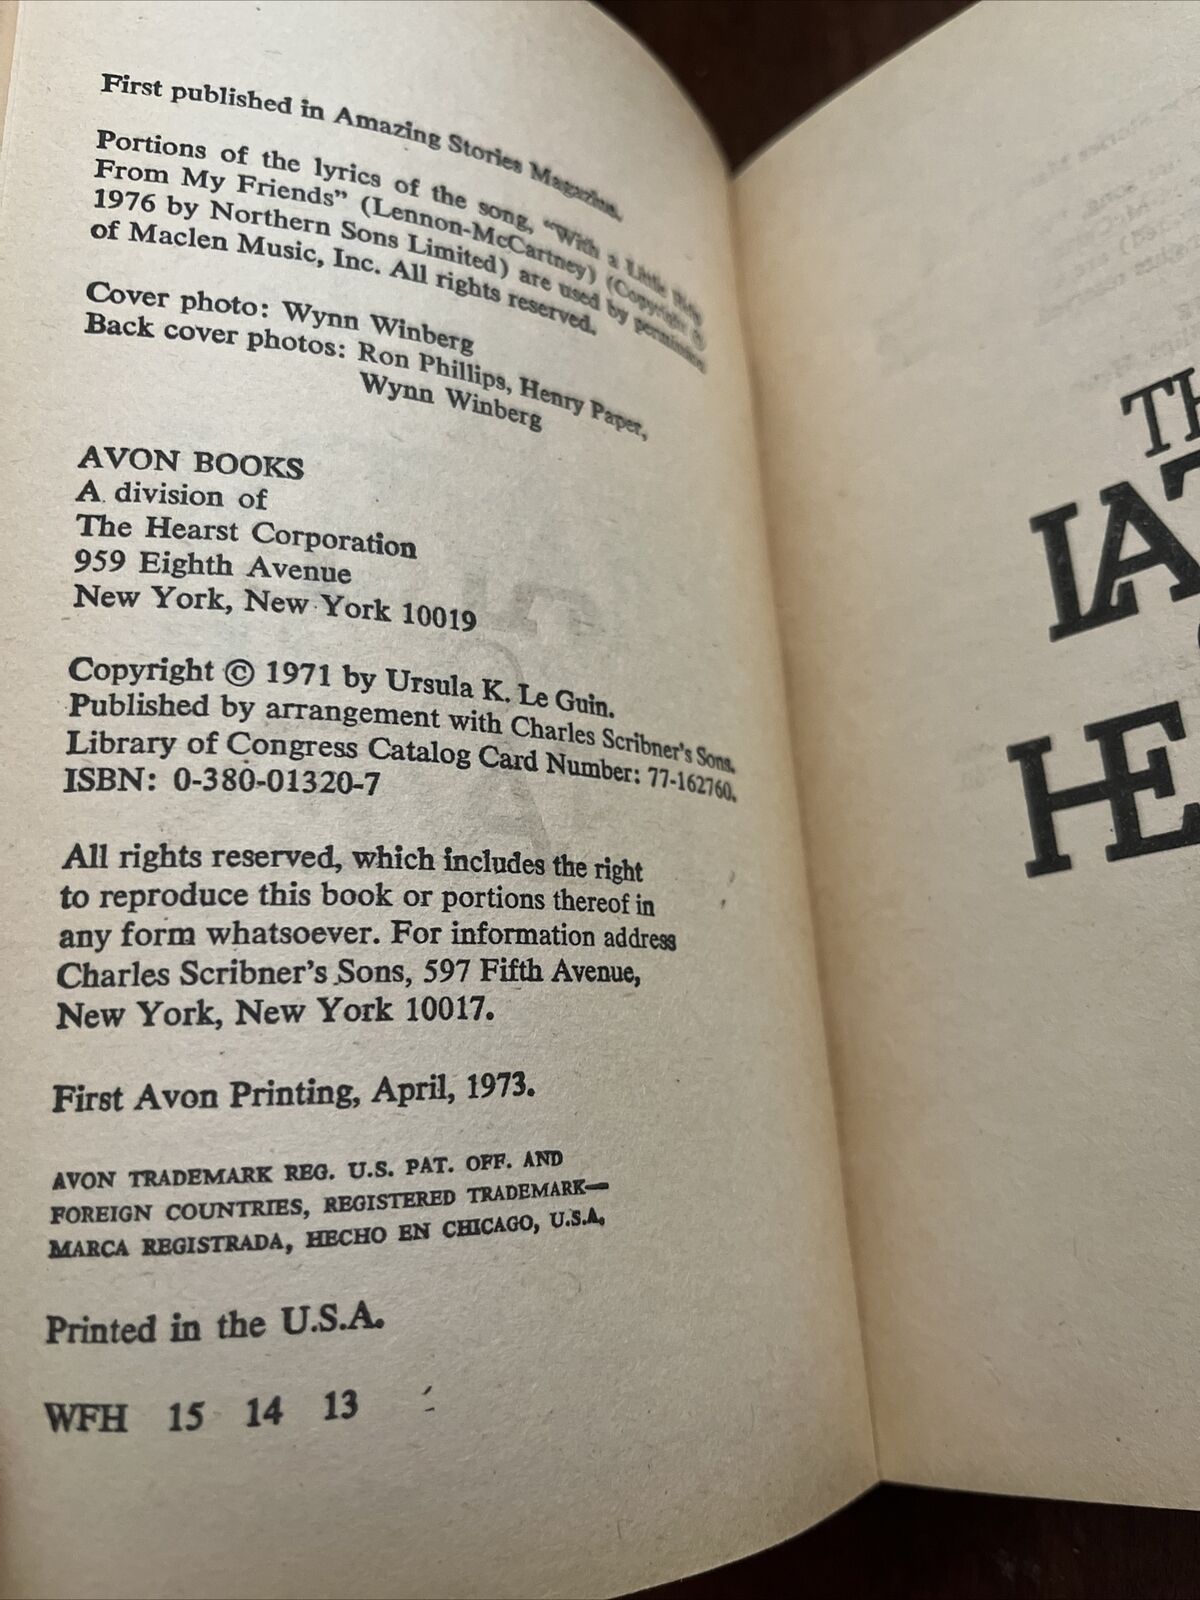 First published in Amazing Stories Magazine.
Portions of the lyrics of the song, "With a Little Help
From My Friends" (Lennon-McCartney) (Copyright ©
1976 by Northern Sons Limited) are used by permission
of Maclen Music, Inc. All rights reserved.
Cover photo: Wynn Winberg
Back cover photos: Ron Phillips, Henry Paper,
Wynn Winberg
AVON BOOKS
A division of
The Hearst Corporation
959 Eighth Avenue
New York, New York 10019
Copyright © 1971 by Ursula K. Le Guin.
Published by arrangement with Charles Scribner's Sons.
Library of Congress Catalog Card Number: 77-162760.
ISBN: 0-380-01320-7
All rights reserved, which includes the right
to reproduce this book or portions thereof in
any form whatsoever. For information address
Charles Scribner's Sons, 597 Fifth Avenue,
New York, New York 10017.
First Avon Printing, April, 1973.
AVON TRADEMARK REG. U.S. PAT. OFF. AND
FOREIGN COUNTRIES, REGISTERED TRADEMARK—
MARCA REGISTRADA, HECHO EN CHICAGO, U.S.A.
Printed in the U.S.A.
WFH 15 14 13
TH
LAT
HE